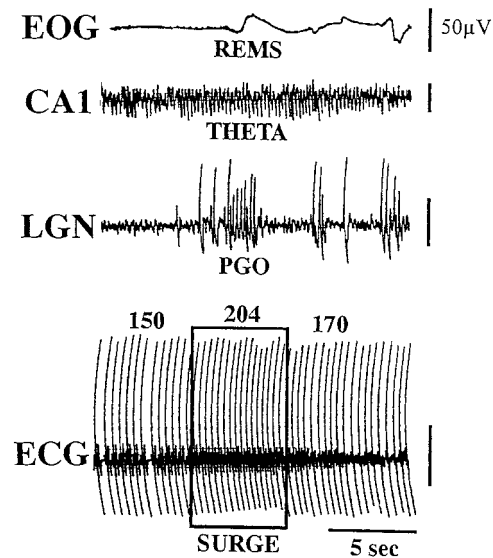 EOG
50µV
REMS
CA1
THETA
LGN
PGO
150 204 170
ECG
SURGE
5 sec